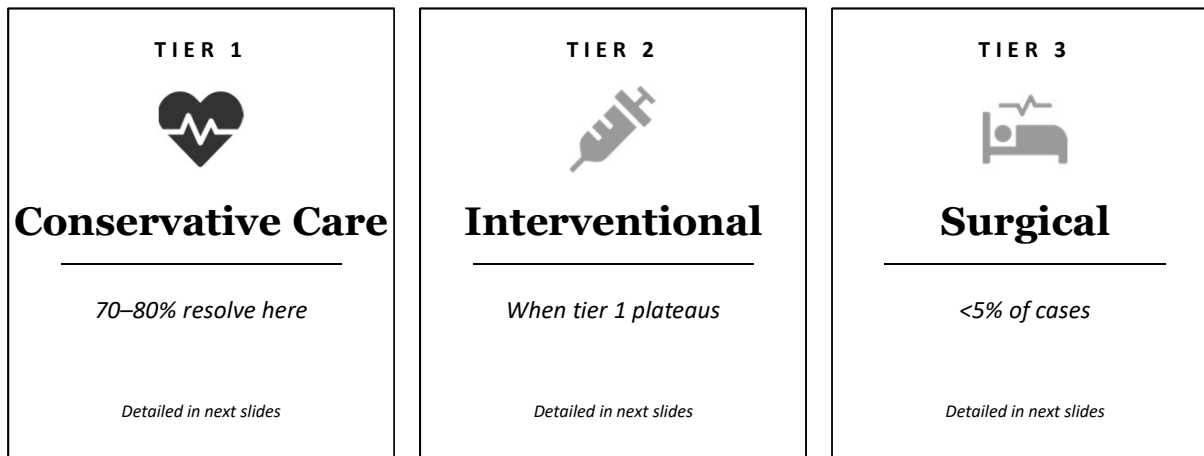 TIER 1
Conservative Care
70–80% resolve here
Detailed in next slides
TIER 2
Interventional
When tier 1 plateaus
Detailed in next slides
TIER 3
Surgical
<5% of cases
Detailed in next slides